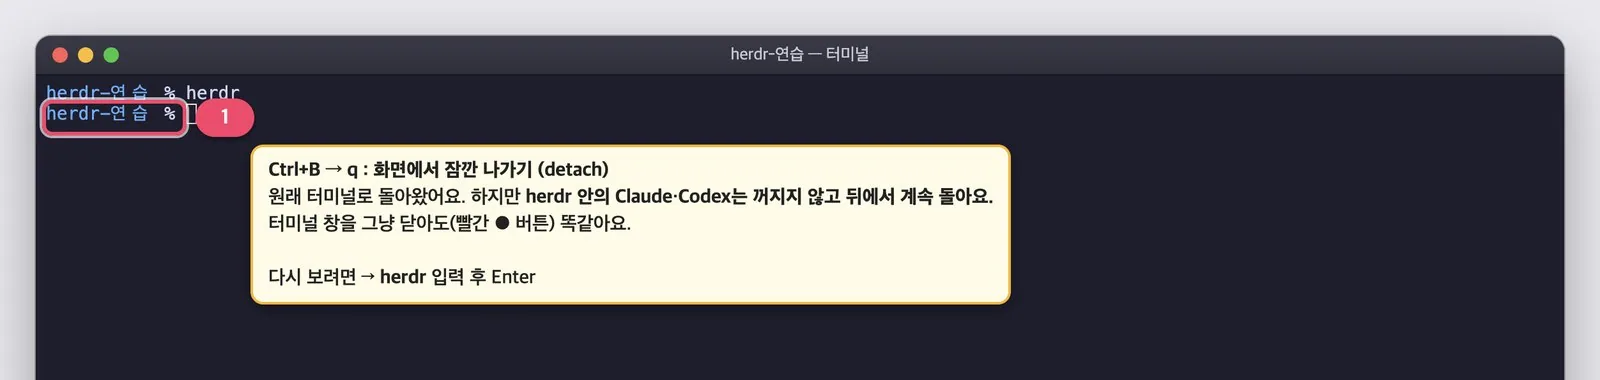 herdr-연습 — 터미널
herdr-연 습 % herdr
herdr-연 습 %
1
Ctrl+B → q : 화면에서 잠깐 나가기 (detach)
원래 터미널로 돌아왔어요. 하지만 herdr 안의 Claude·Codex는 꺼지지 않고 뒤에서 계속 돌아요.
터미널 창을 그냥 닫아도(빨간 ● 버튼) 똑같아요.
다시 보려면 → herdr 입력 후 Enter